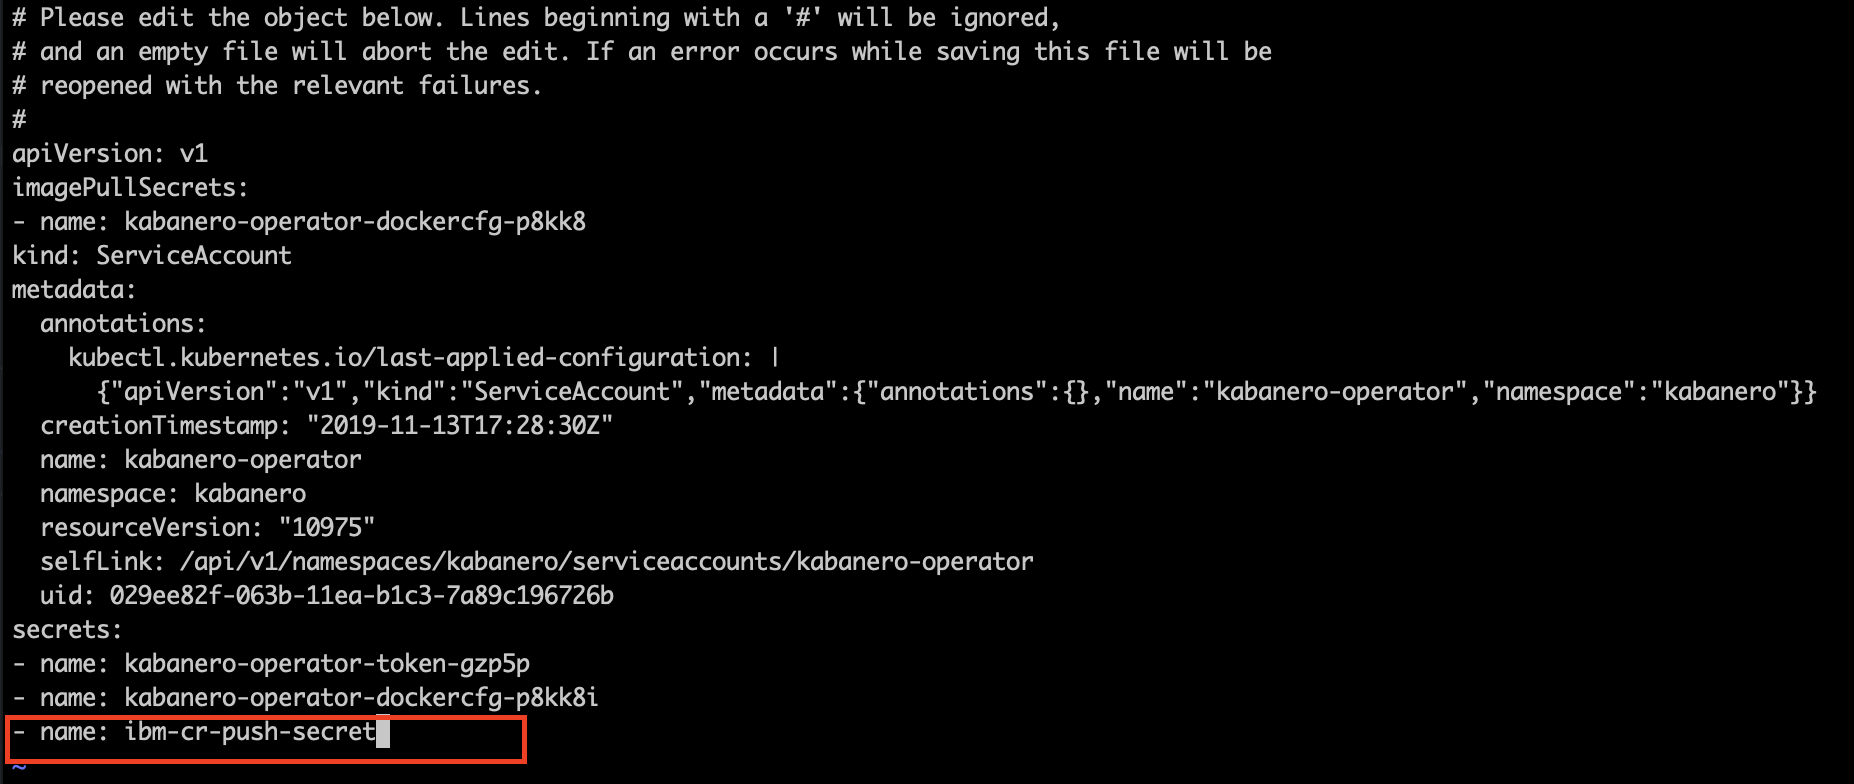 # Please edit the object below. Lines beginning with a '#' will be ignored,
# and an empty file will abort the edit. If an error occurs while saving this file will be
# reopened with the relevant failures.
#
apiVersion: v1
imagePullSecrets:
- name: kabanero-operator-dockercfg-p8kk8
kind: ServiceAccount
metadata:
  annotations:
    kubectl.kubernetes.io/last-applied-configuration: |
      {"apiVersion":"v1","kind":"ServiceAccount","metadata":{"annotations":{},"name":"kabanero-operator","namespace":"kabanero"}}
  creationTimestamp: "2019-11-13T17:28:30Z"
  name: kabanero-operator
  namespace: kabanero
  resourceVersion: "10975"
  selfLink: /api/v1/namespaces/kabanero/serviceaccounts/kabanero-operator
  uid: 029ee82f-063b-11ea-b1c3-7a89c196726b
secrets:
- name: kabanero-operator-token-gzp5p
- name: kabanero-operator-dockercfg-p8kk8i
- name: ibm-cr-push-secret
~